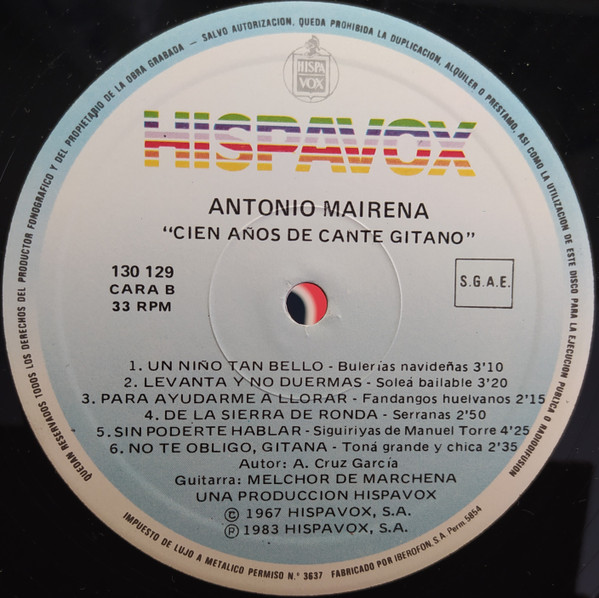 QUEDAN RESERVADOS TODOS LOS DERECHOS DEL PRODUCTOR FONOGRAFICO Y DEL PROPIETARIO DE LA OBRA GRABADA - SALVO AUTORIZACION, QUEDA PROHIBIDA LA DUPLICACION, ALQUILER O PRESTAMO, ASI COMO LA UTILIZACION DE ESTE DISCO PARA LA EJECUCION PUBLICA O RADIODIFUSION
HISPA
VOX
HISPAVOX
ANTONIO MAIRENA
"CIEN AÑOS DE CANTE GITANO"
130 129
CARA B
33 RPM
S.G.A.E.
1. UN NIÑO TAN BELLO - Bulerías navideñas 3'10
2. LEVANTA Y NO DUERMAS - Soleá bailable 3'20
3. PARA AYUDARME A LLORAR - Fandangos huelvanos 2'15
4. DE LA SIERRA DE RONDA - Serranas 2'50
5. SIN PODERTE HABLAR - Siguiriyas de Manuel Torre 4'25
6. NO TE OBLIGO, GITANA - Toná grande y chica 2'35
Autor: A. Cruz García
Guitarra: MELCHOR DE MARCHENA
UNA PRODUCCION HISPAVOX
© 1967 HISPAVOX, S.A.
℗ 1983 HISPAVOX, S.A.
IMPUESTO DE LUJO A METALICO PERMISO N.° 3637 FABRICADO POR IBEROFON, S.A. Perm. 5854